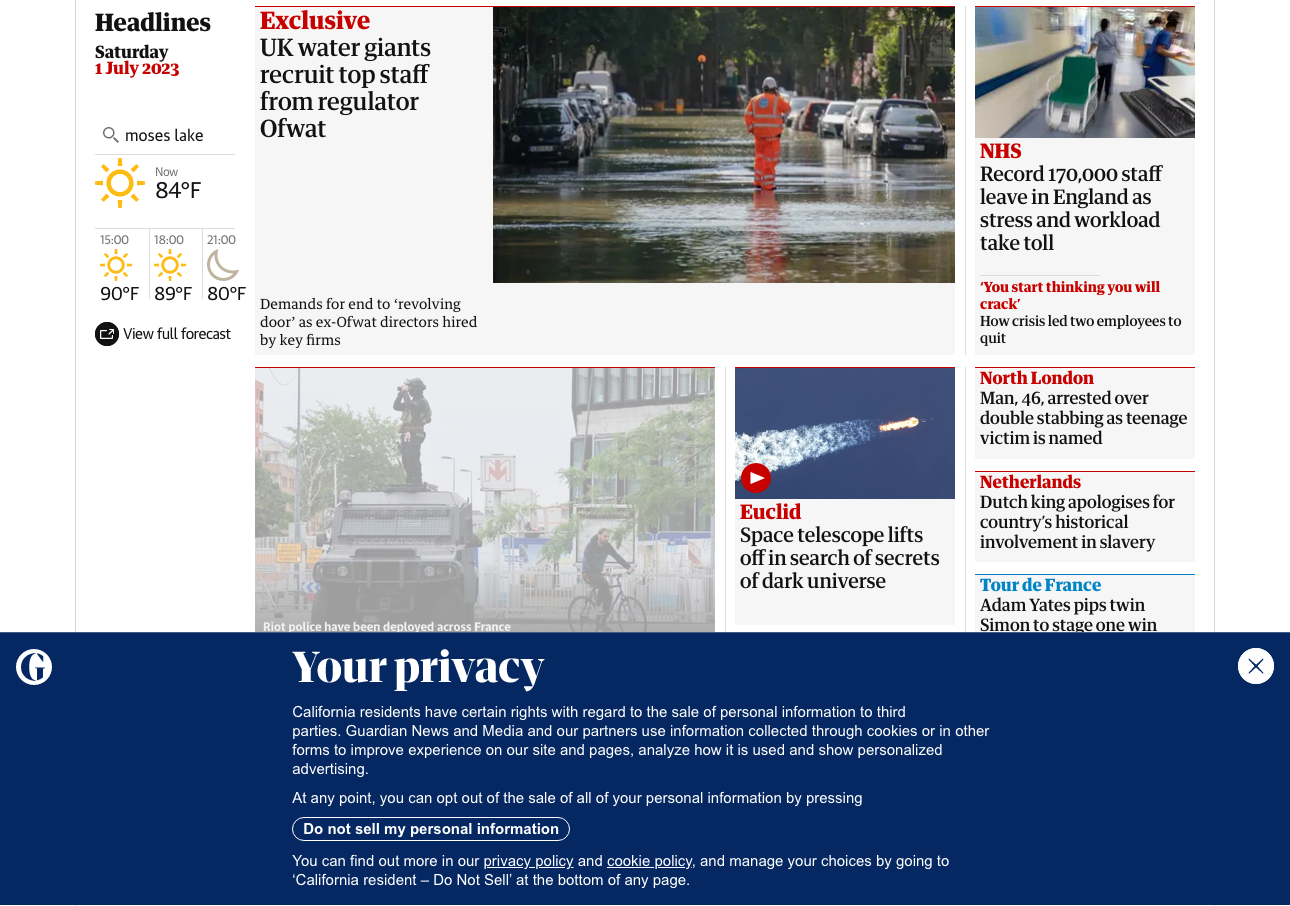 Headlines
Saturday
1 July 2023
moses lake
Now
84°F
15:00
90°F
18:00
89°F
21:00
80°F
View full forecast
Exclusive
UK water giants
recruit top staff
from regulator
Ofwat
Demands for end to ‘revolving
door’ as ex-Ofwat directors hired
by key firms
NHS
Record 170,000 staff
leave in England as
stress and workload
take toll
‘You start thinking you will
crack’
How crisis led two employees to
quit
POLICE NATIONALE
Riot police have been deployed across France
Euclid
Space telescope lifts
off in search of secrets
of dark universe
North London
Man, 46, arrested over
double stabbing as teenage
victim is named
Netherlands
Dutch king apologises for
country’s historical
involvement in slavery
Tour de France
Adam Yates pips twin
Simon to stage one win
Your privacy
California residents have certain rights with regard to the sale of personal information to third
parties. Guardian News and Media and our partners use information collected through cookies or in other
forms to improve experience on our site and pages, analyze how it is used and show personalized
advertising.
At any point, you can opt out of the sale of all of your personal information by pressing
Do not sell my personal information
You can find out more in our privacy policy and cookie policy, and manage your choices by going to
‘California resident – Do Not Sell’ at the bottom of any page.